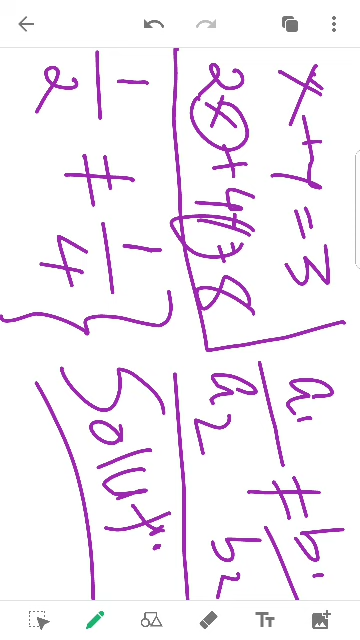 x + y = 3
2x + 4y = 8
a₁/a₂ ≠ b₁/b₂
1/2 ≠ 1/4 }
Solut.